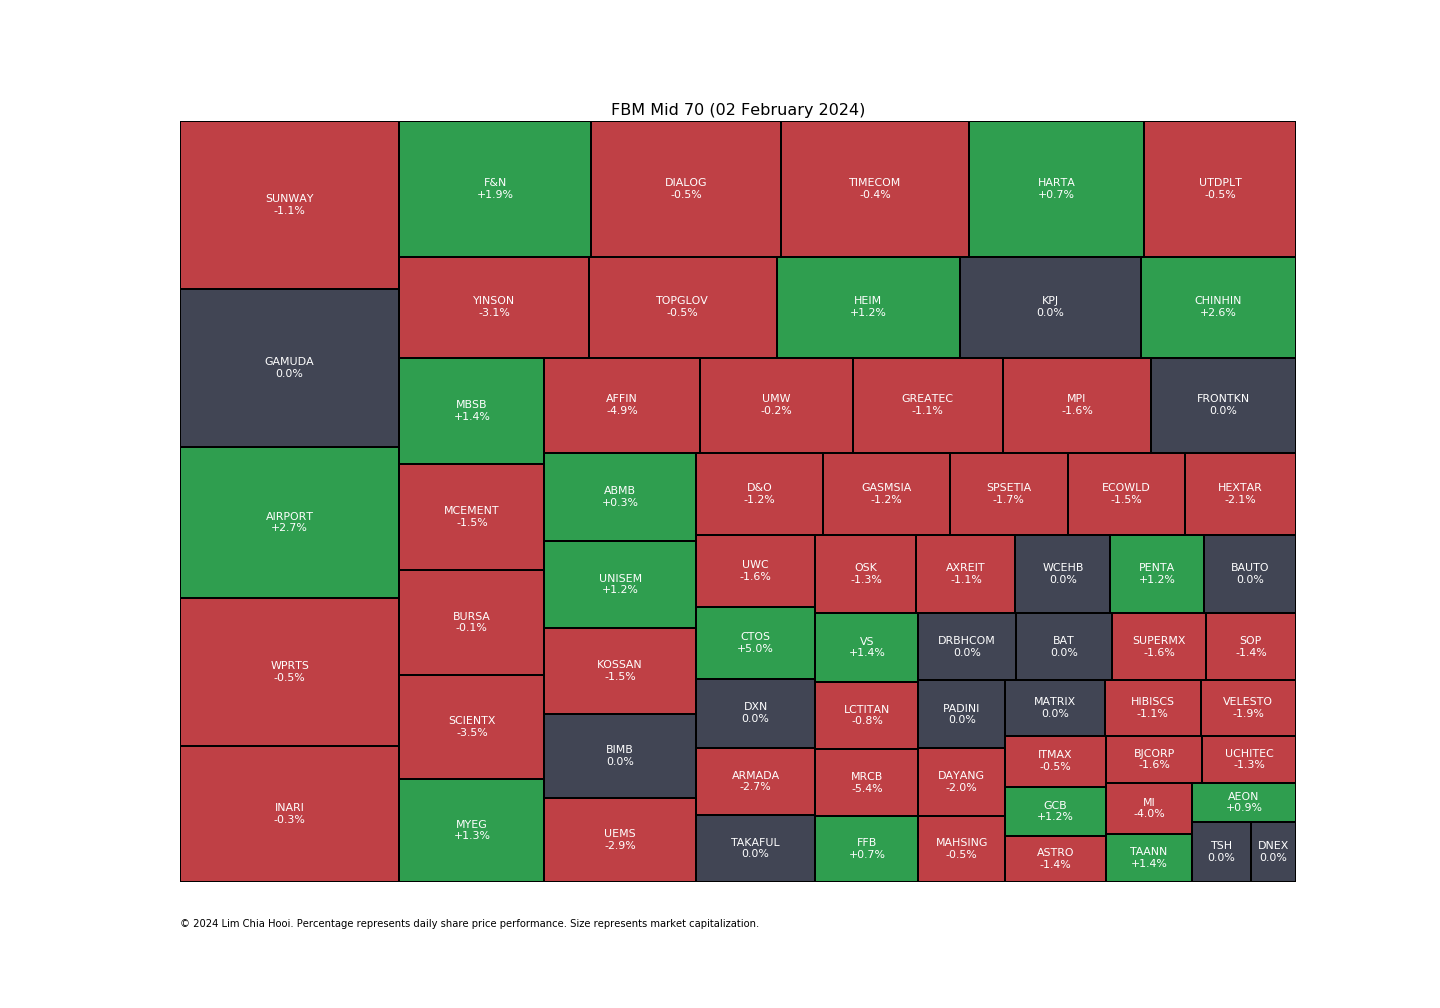 FBM Mid 70 (02 February 2024)
SUNWAY
-1.1%
GAMUDA
0.0%
AIRPORT
+2.7%
WPRTS
-0.5%
INARI
-0.3%
F&N
+1.9%
DIALOG
-0.5%
TIMECOM
-0.4%
HARTA
+0.7%
UTDPLT
-0.5%
YINSON
-3.1%
TOPGLOV
-0.5%
HEIM
+1.2%
KPJ
0.0%
CHINHIN
+2.6%
MBSB
+1.4%
MCEMENT
-1.5%
BURSA
-0.1%
SCIENTX
-3.5%
MYEG
+1.3%
AFFIN
-4.9%
UMW
-0.2%
GREATEC
-1.1%
MPI
-1.6%
FRONTKN
0.0%
ABMB
+0.3%
UNISEM
+1.2%
KOSSAN
-1.5%
BIMB
0.0%
UEMS
-2.9%
D&O
-1.2%
GASMSIA
-1.2%
SPSETIA
-1.7%
ECOWLD
-1.5%
HEXTAR
-2.1%
UWC
-1.6%
CTOS
+5.0%
DXN
0.0%
ARMADA
-2.7%
TAKAFUL
0.0%
OSK
-1.3%
AXREIT
-1.1%
WCEHB
0.0%
PENTA
+1.2%
BAUTO
0.0%
VS
+1.4%
LCTITAN
-0.8%
MRCB
-5.4%
FFB
+0.7%
DRBHCOM
0.0%
BAT
0.0%
SUPERMX
-1.6%
SOP
-1.4%
PADINI
0.0%
DAYANG
-2.0%
MAHSING
-0.5%
MATRIX
0.0%
HIBISCS
-1.1%
VELESTO
-1.9%
ITMAX
-0.5%
GCB
+1.2%
ASTRO
-1.4%
BJCORP
-1.6%
UCHITEC
-1.3%
MI
-4.0%
TAANN
+1.4%
AEON
+0.9%
TSH
0.0%
DNEX
0.0%
© 2024 Lim Chia Hooi. Percentage represents daily share price performance. Size represents market capitalization.